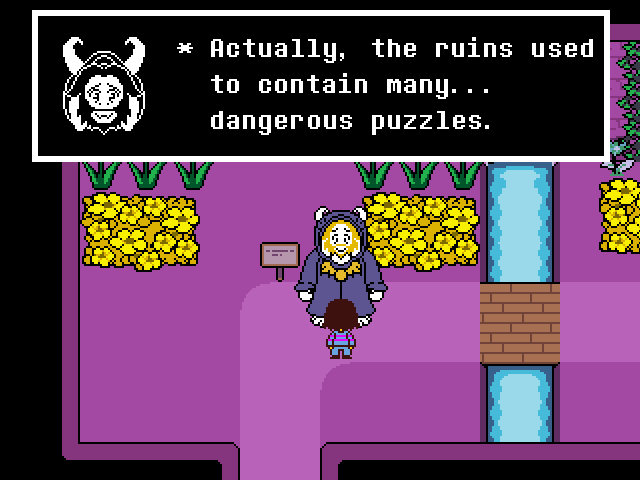 * Actually, the ruins used
to contain many...
dangerous puzzles.